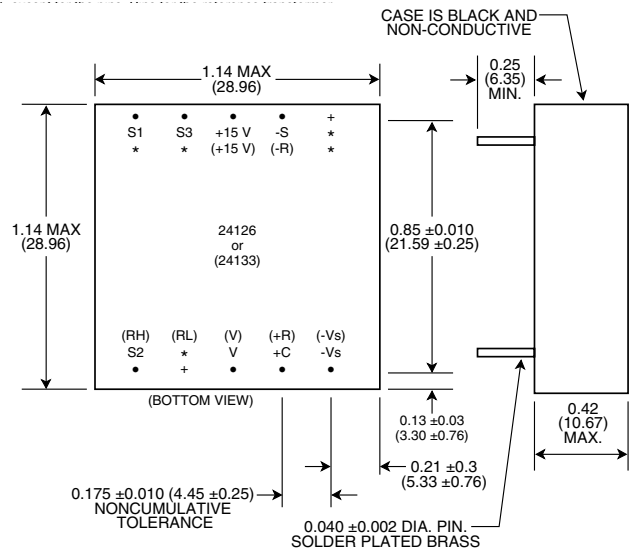 CASE IS BLACK AND
NON-CONDUCTIVE
1.14 MAX
(28.96)
0.25
(6.35)
MIN.
S1 S3 +15 V -S *
* * (+15 V) (-R) *
+
1.14 MAX
(28.96)
0.85 ±0.010
(21.59 ±0.25)
24126
or
(24133)
(RH) (RL) (V) (+R) (-Vs)
S2 * V +C -Vs
+
(BOTTOM VIEW)
0.13 ±0.03
(3.30 ±0.76)
0.42
(10.67)
MAX.
0.21 ±0.3
(5.33 ±0.76)
0.175 ±0.010 (4.45 ±0.25)
NONCUMULATIVE
TOLERANCE
0.040 ±0.002 DIA. PIN.
SOLDER PLATED BRASS